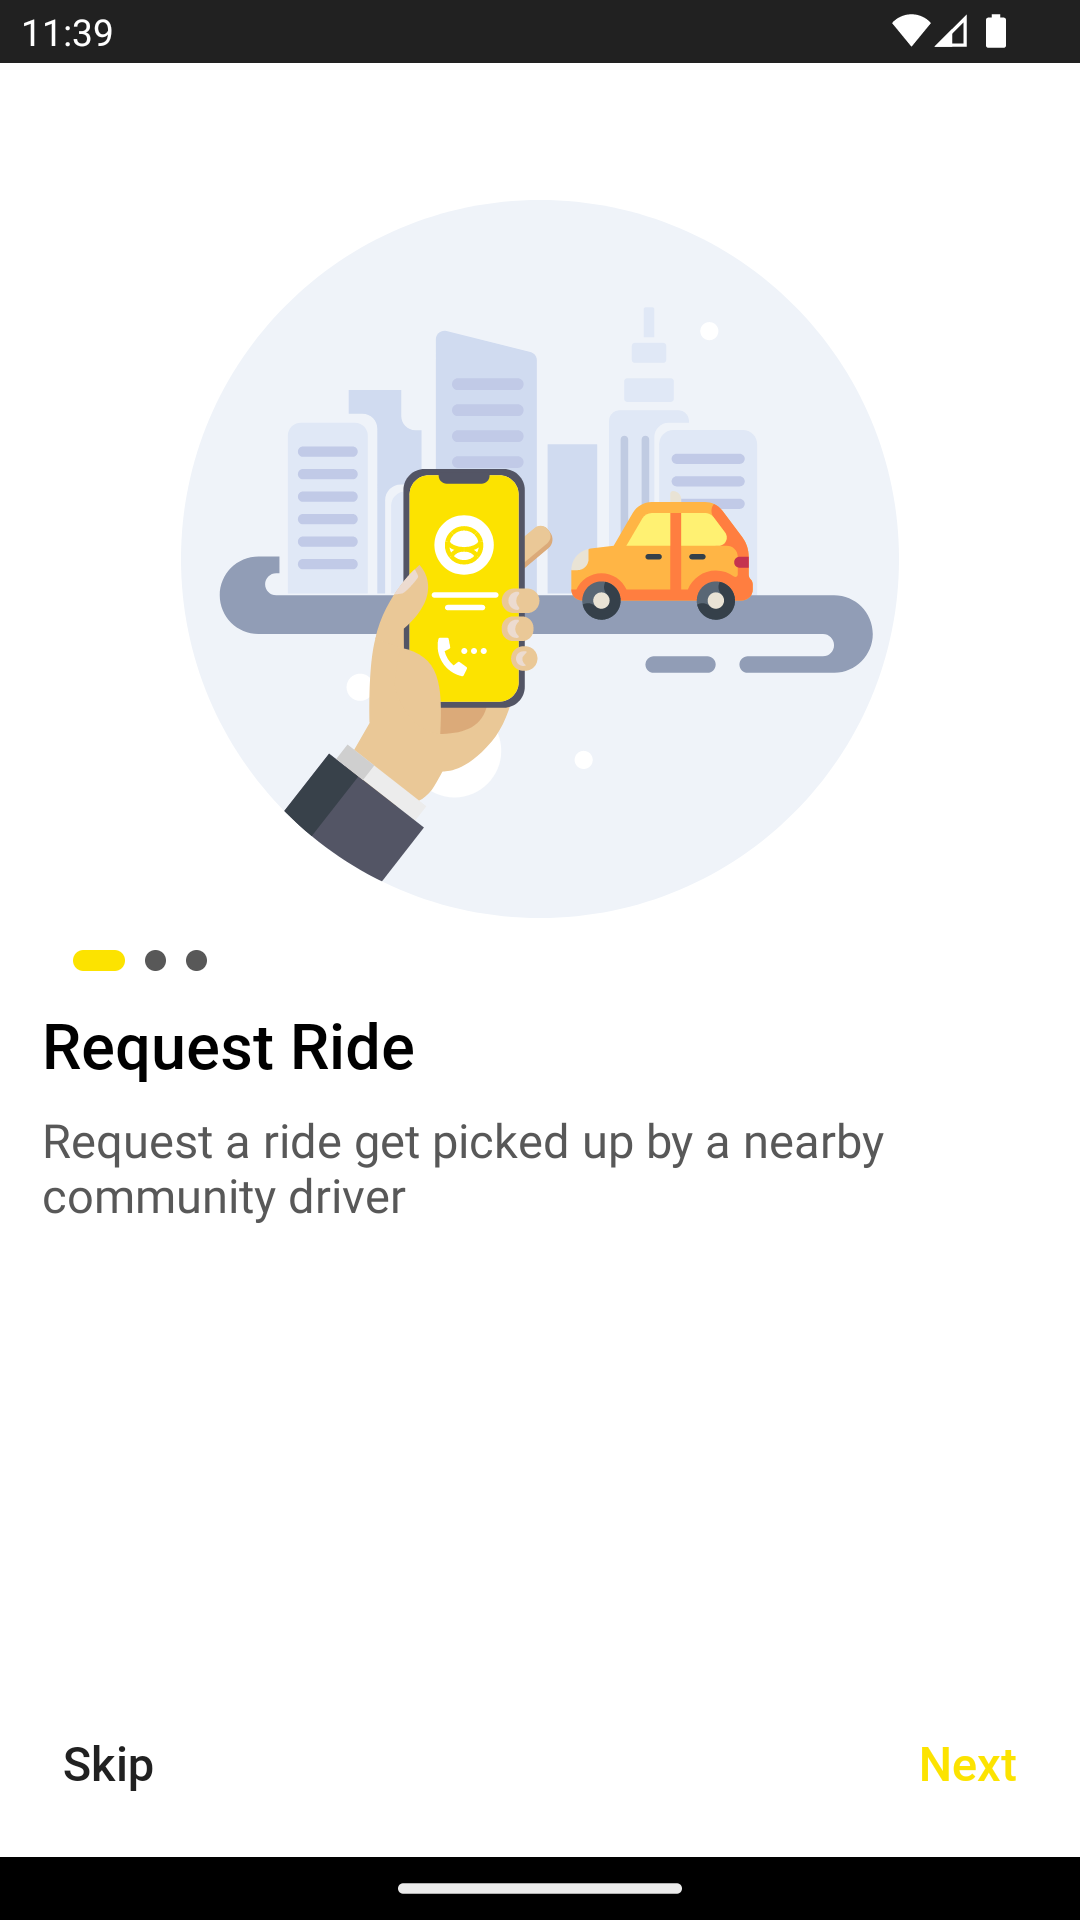 11:39
Request Ride
Request a ride get picked up by a nearby
community driver
Skip
Next